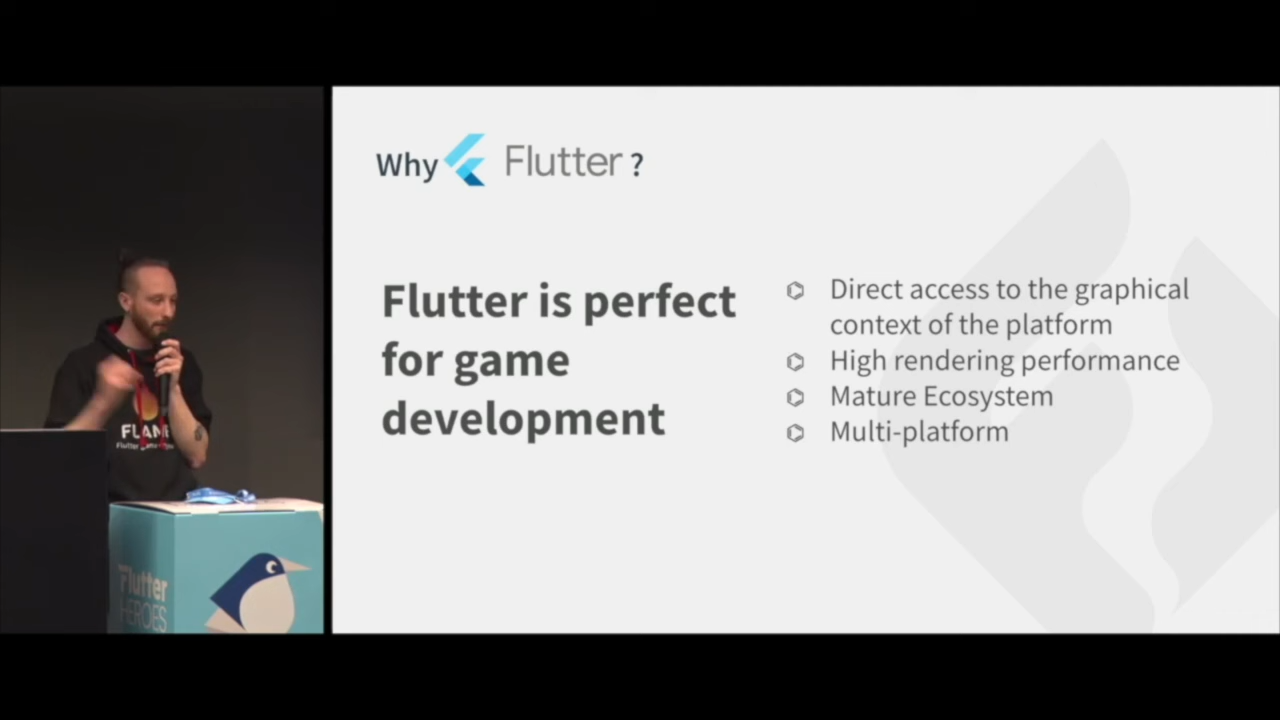 Why Flutter ?
Flutter is perfect
for game
development
Direct access to the graphical
context of the platform
High rendering performance
Mature Ecosystem
Multi-platform
FLAME
Flutter
Flutter
HEROES